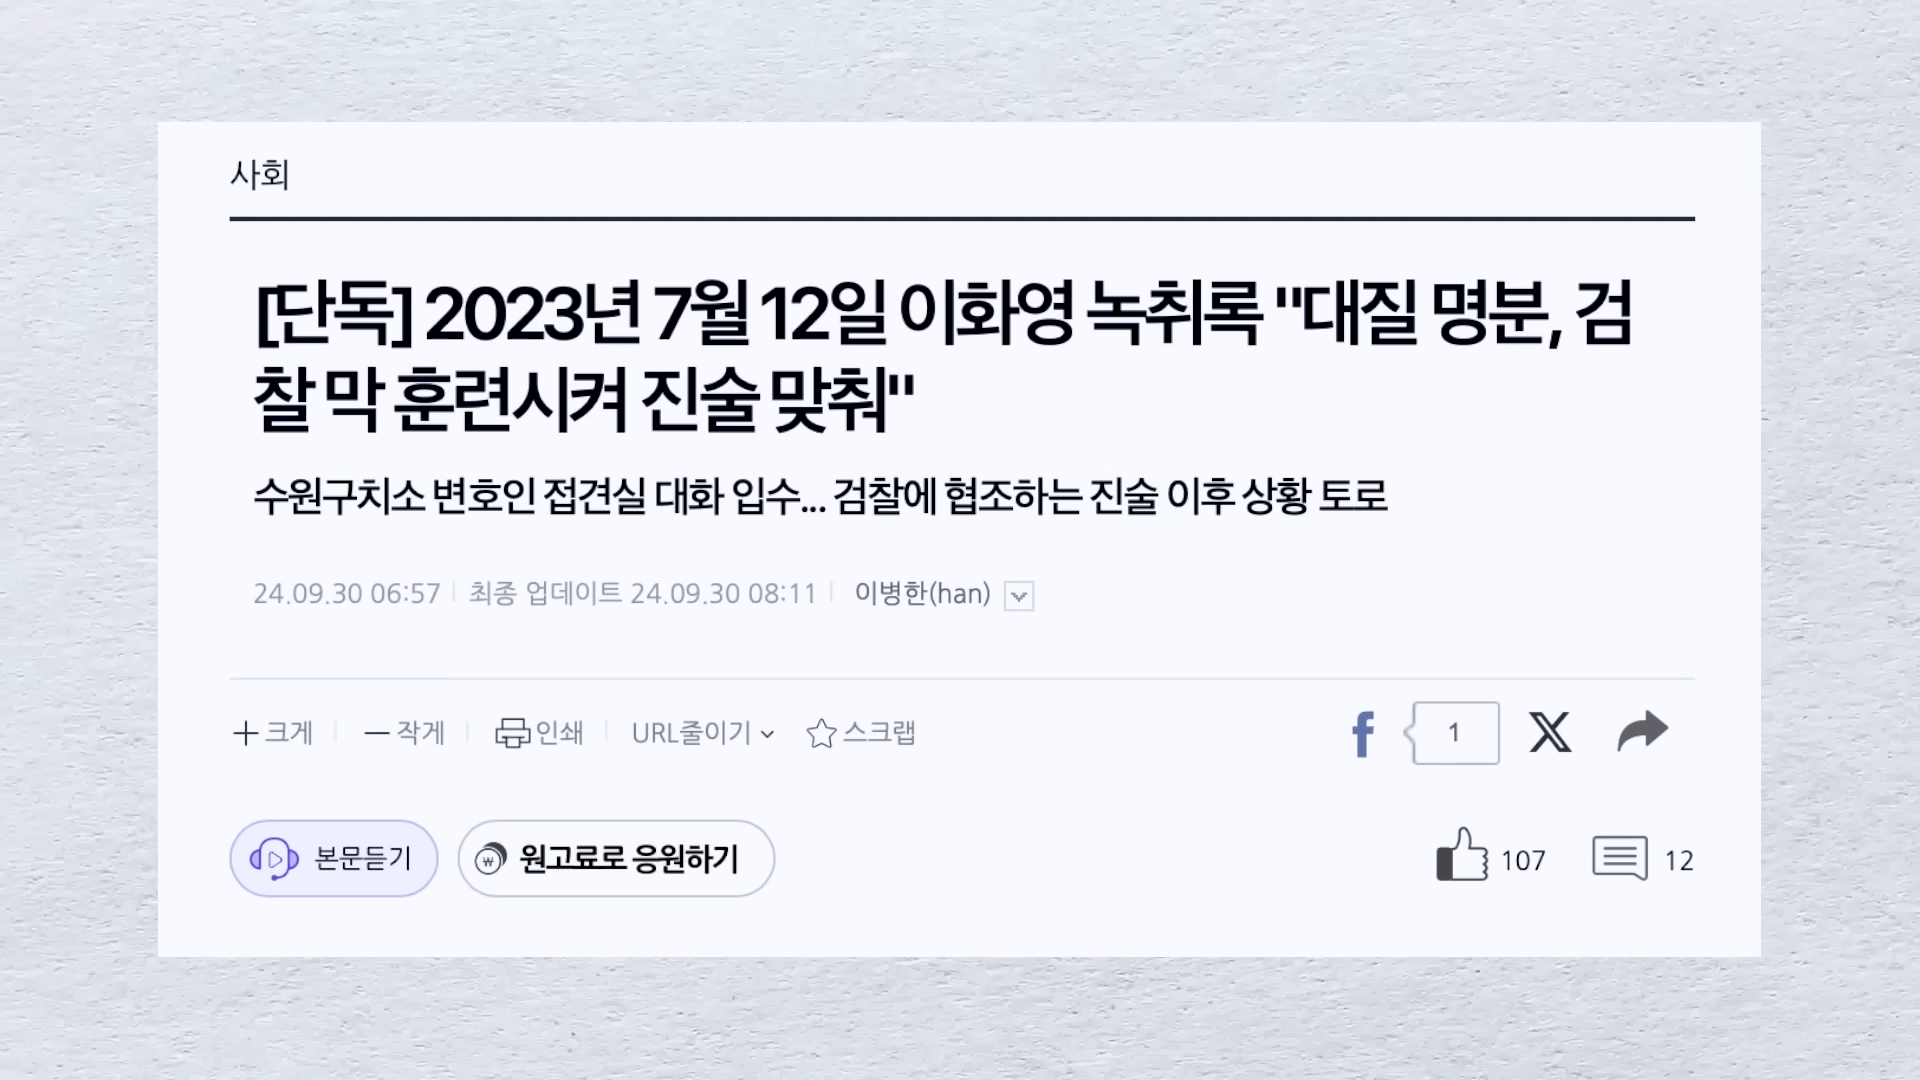 사회
[단독] 2023년 7월 12일 이화영 녹취록 "대질 명분, 검
찰 막 훈련시켜 진술 맞춰"
수원구치소 변호인 접견실 대화 입수... 검찰에 협조하는 진술 이후 상황 토로
24.09.30 06:57 최종 업데이트 24.09.30 08:11 이병한(han)
크게 작게 인쇄 URL줄이기 스크랩 f 1 X
본문듣기 ₩ 원고료로 응원하기 107 12